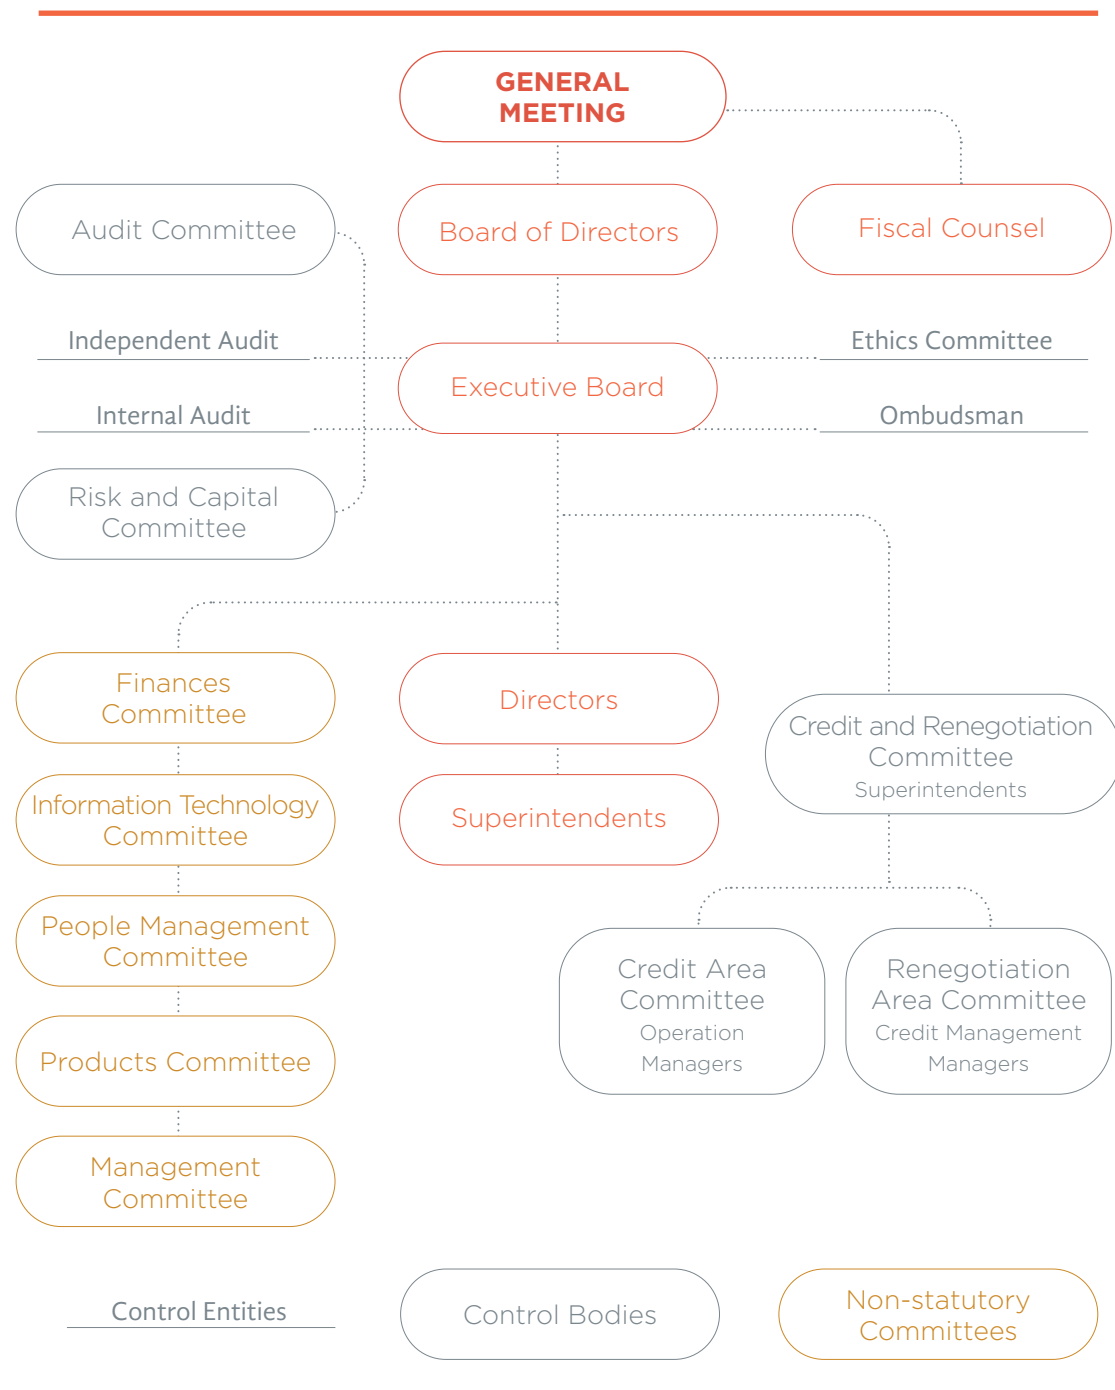 GENERAL
MEETING
Audit Committee
Board of Directors
Fiscal Counsel
Independent Audit
Ethics Committee
Executive Board
Internal Audit
Ombudsman
Risk and Capital
Committee
Finances
Committee
Directors
Credit and Renegotiation
Committee
Superintendents
Information Technology
Committee
Superintendents
People Management
Committee
Credit Area
Committee
Operation
Managers
Renegotiation
Area Committee
Credit Management
Managers
Products Committee
Management
Committee
Control Entities
Control Bodies
Non-statutory
Committees